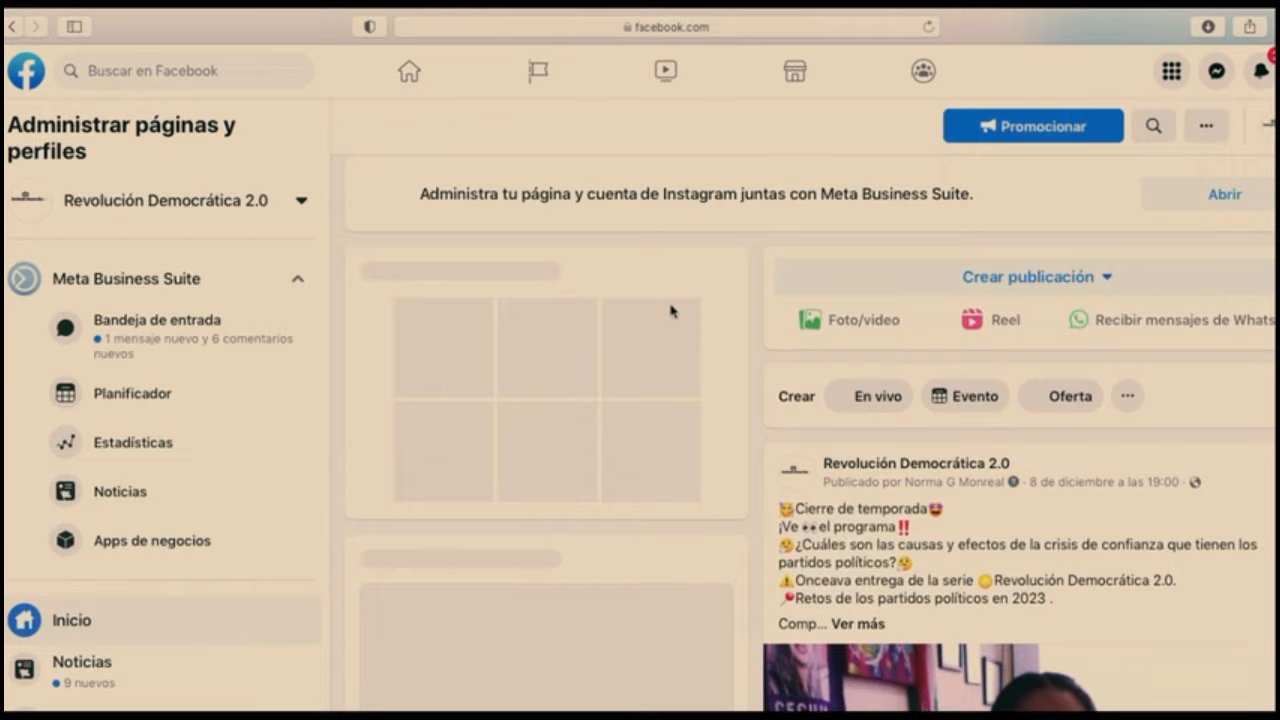 facebook.com
Buscar en Facebook
Administrar páginas y
perfiles
Revolución Democrática 2.0
Meta Business Suite
Bandeja de entrada
1 mensaje nuevo y 6 comentarios
nuevos
Planificador
Estadísticas
Noticias
Apps de negocios
Inicio
Noticias
9 nuevos
Promocionar
Administra tu página y cuenta de Instagram juntas con Meta Business Suite.
Abrir
Crear publicación
Foto/video Reel Recibir mensajes de Whats
Crear En vivo Evento Oferta
Revolución Democrática 2.0
Publicado por Norma G Monreal · 8 de diciembre a las 19:00 ·
🥰Cierre de temporada🤩
¡Ve 👀el programa‼️
🤔¿Cuáles son las causas y efectos de la crisis de confianza que tienen los
partidos políticos?🤔
⚠️Onceava entrega de la serie 🟡Revolución Democrática 2.0.
📍Retos de los partidos políticos en 2023 .
Comp... Ver más